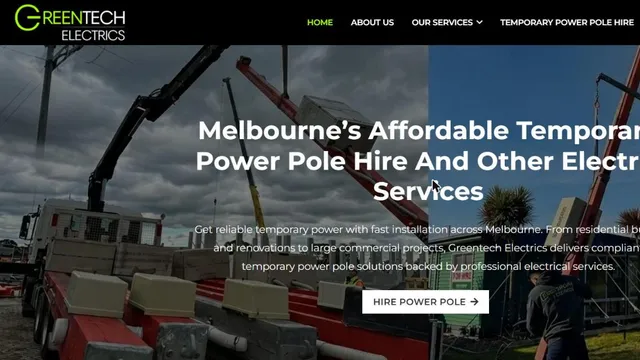 GREENTECH
ELECTRICS
HOME
ABOUT US
OUR SERVICES
TEMPORARY POWER POLE HIRE
Melbourne's Affordable Temporar
Power Pole Hire And Other Electri
Services
Get reliable temporary power with fast installation across Melbourne. From residential bu
and renovations to large commercial projects, Greentech Electrics delivers complian
temporary power pole solutions backed by professional electrical services.
HIRE POWER POLE →